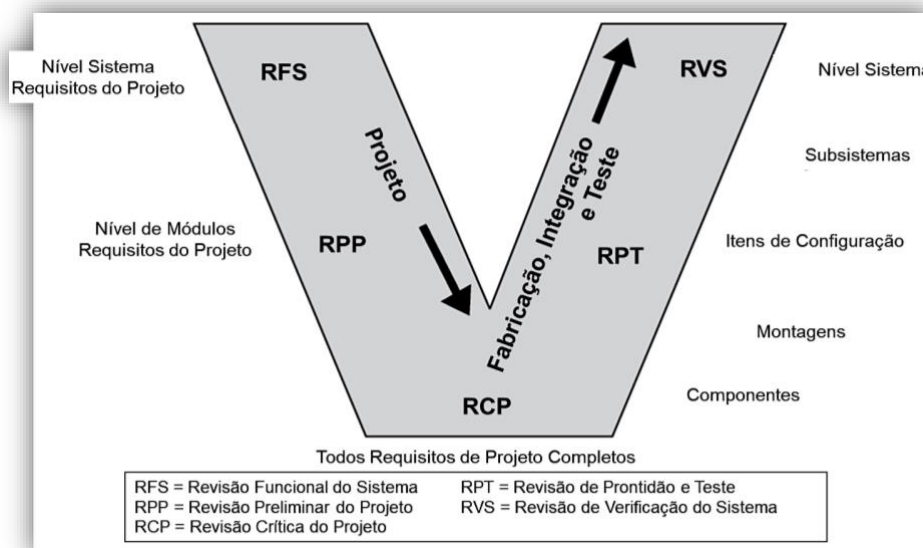 Nível Sistema
Requisitos do Projeto
RFS
Projeto
Nível de Módulos
Requisitos do Projeto
RPP
RCP
Fabricação, Integração
e Teste
RPT
RVS
Nível Sistema
Subsistemas
Itens de Configuração
Montagens
Componentes
Todos Requisitos de Projeto Completos
RFS = Revisão Funcional do Sistema
RPP = Revisão Preliminar do Projeto
RCP = Revisão Crítica do Projeto
RPT = Revisão de Prontidão e Teste
RVS = Revisão de Verificação do Sistema